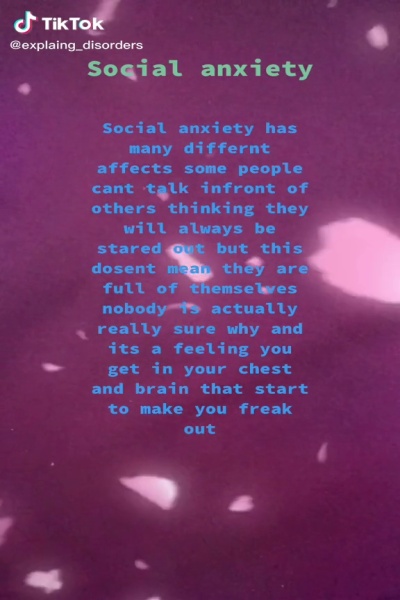 TikTok
@explaing_disorders
Social anxiety
Social anxiety has
many differnt
affects some people
cant talk infront of
others thinking they
will always be
stared out but this
dosent mean they are
full of themselves
nobody is actually
really sure why and
its a feeling you
get in your chest
and brain that start
to make you freak
out